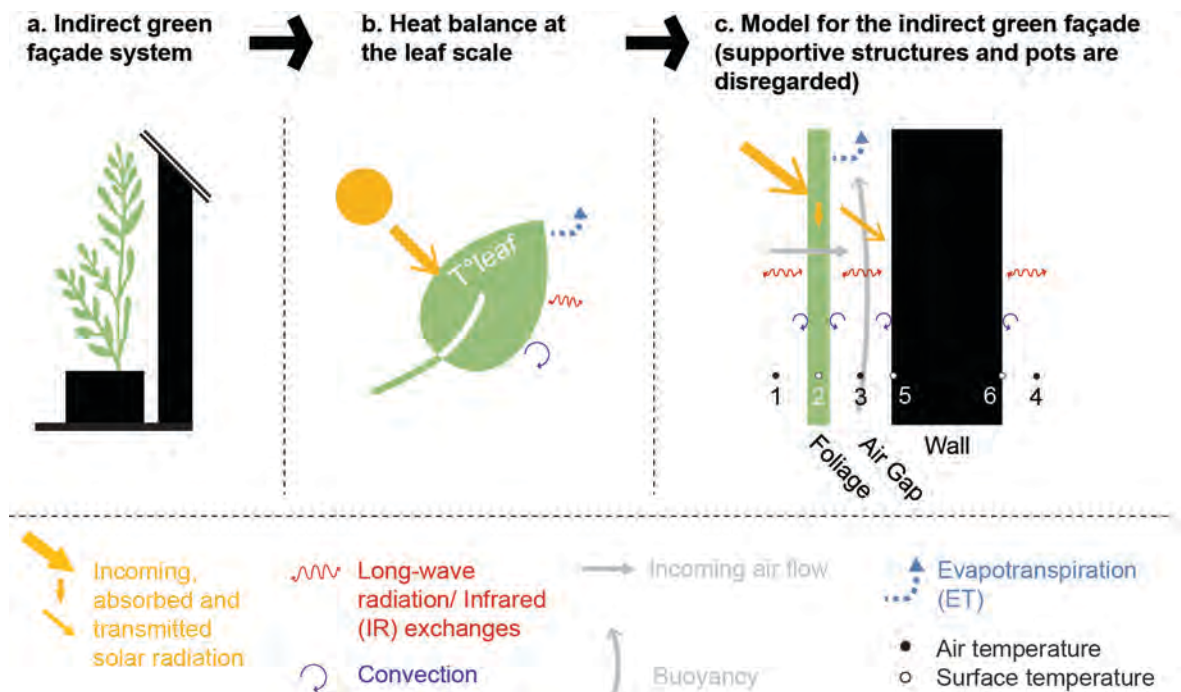 a. Indirect green
façade system
b. Heat balance at
the leaf scale
c. Model for the indirect green façade
(supportive structures and pots are
disregarded)
T°leaf
1
2
3
5
6
4
Foliage
Air Gap
Wall
Incoming,
absorbed and
transmitted
solar radiation
Long-wave
radiation/ Infrared
(IR) exchanges
Convection
Incoming air flow
Buoyancy
Evapotranspiration
(ET)
Air temperature
Surface temperature